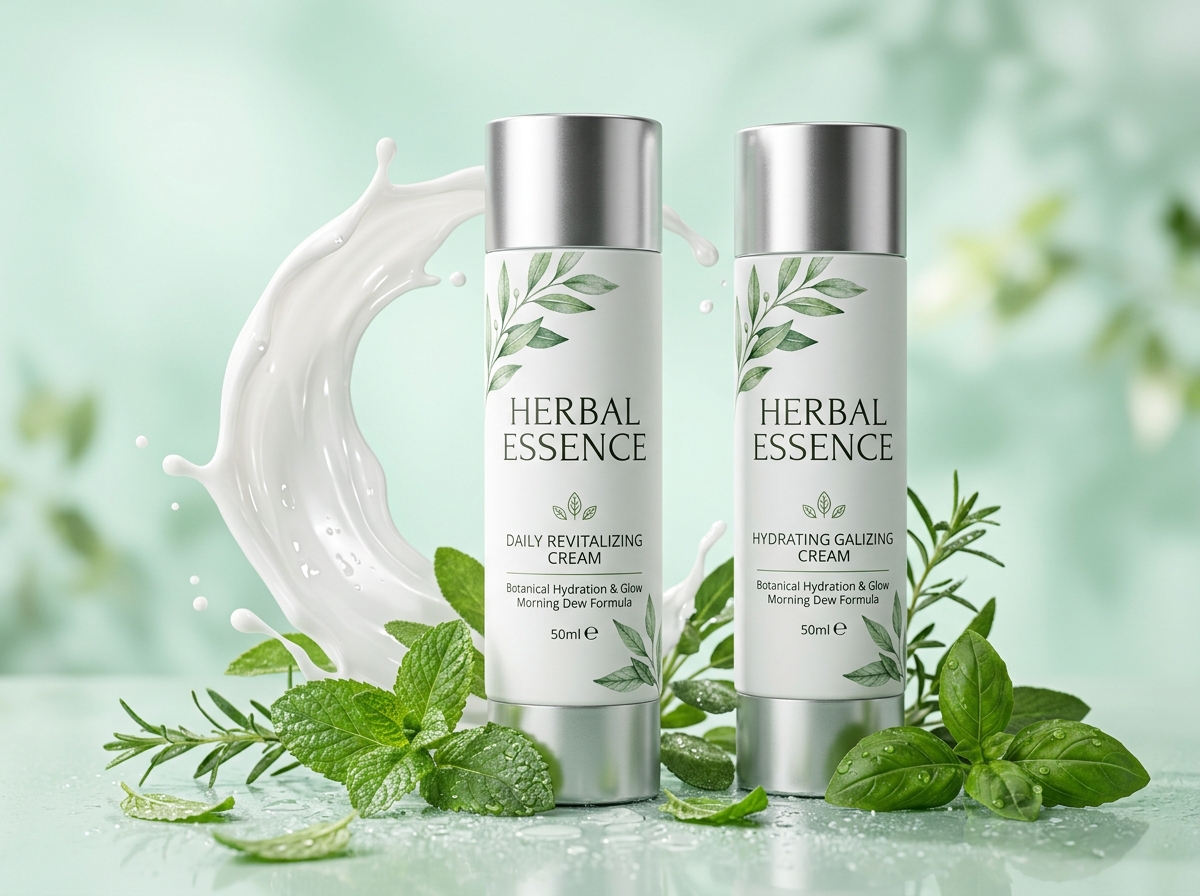 HERBAL
ESSENCE
DAILY REVITALIZING
CREAM
Botanical Hydration & Glow
Morning Dew Formula
50ml ℮
HERBAL
ESSENCE
HYDRATING GALIZING
CREAM
Botanical Hydration & Glow
Morning Dew Formula
50ml ℮